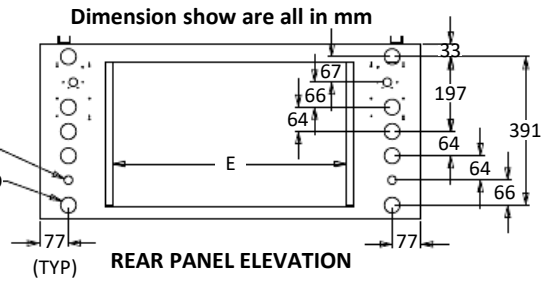 Dimension show are all in mm
33
67
66
197
64
391
E
64
64
66
77
77
(TYP)
REAR PANEL ELEVATION